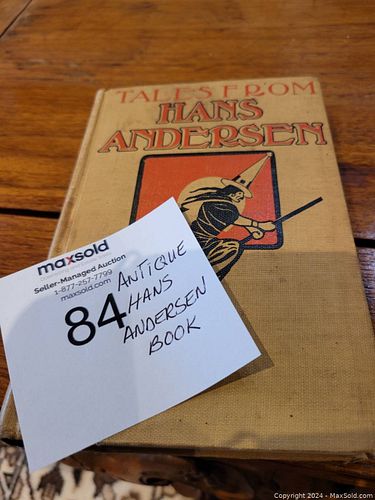 TALES FROM
HANS
ANDERSEN
maxsold
Seller-Managed Auction
1-877-257-7799
maxsold.com
84
ANTIQUE
HANS
ANDERSEN
BOOK
Copyright © 2024 - MaxSold.com